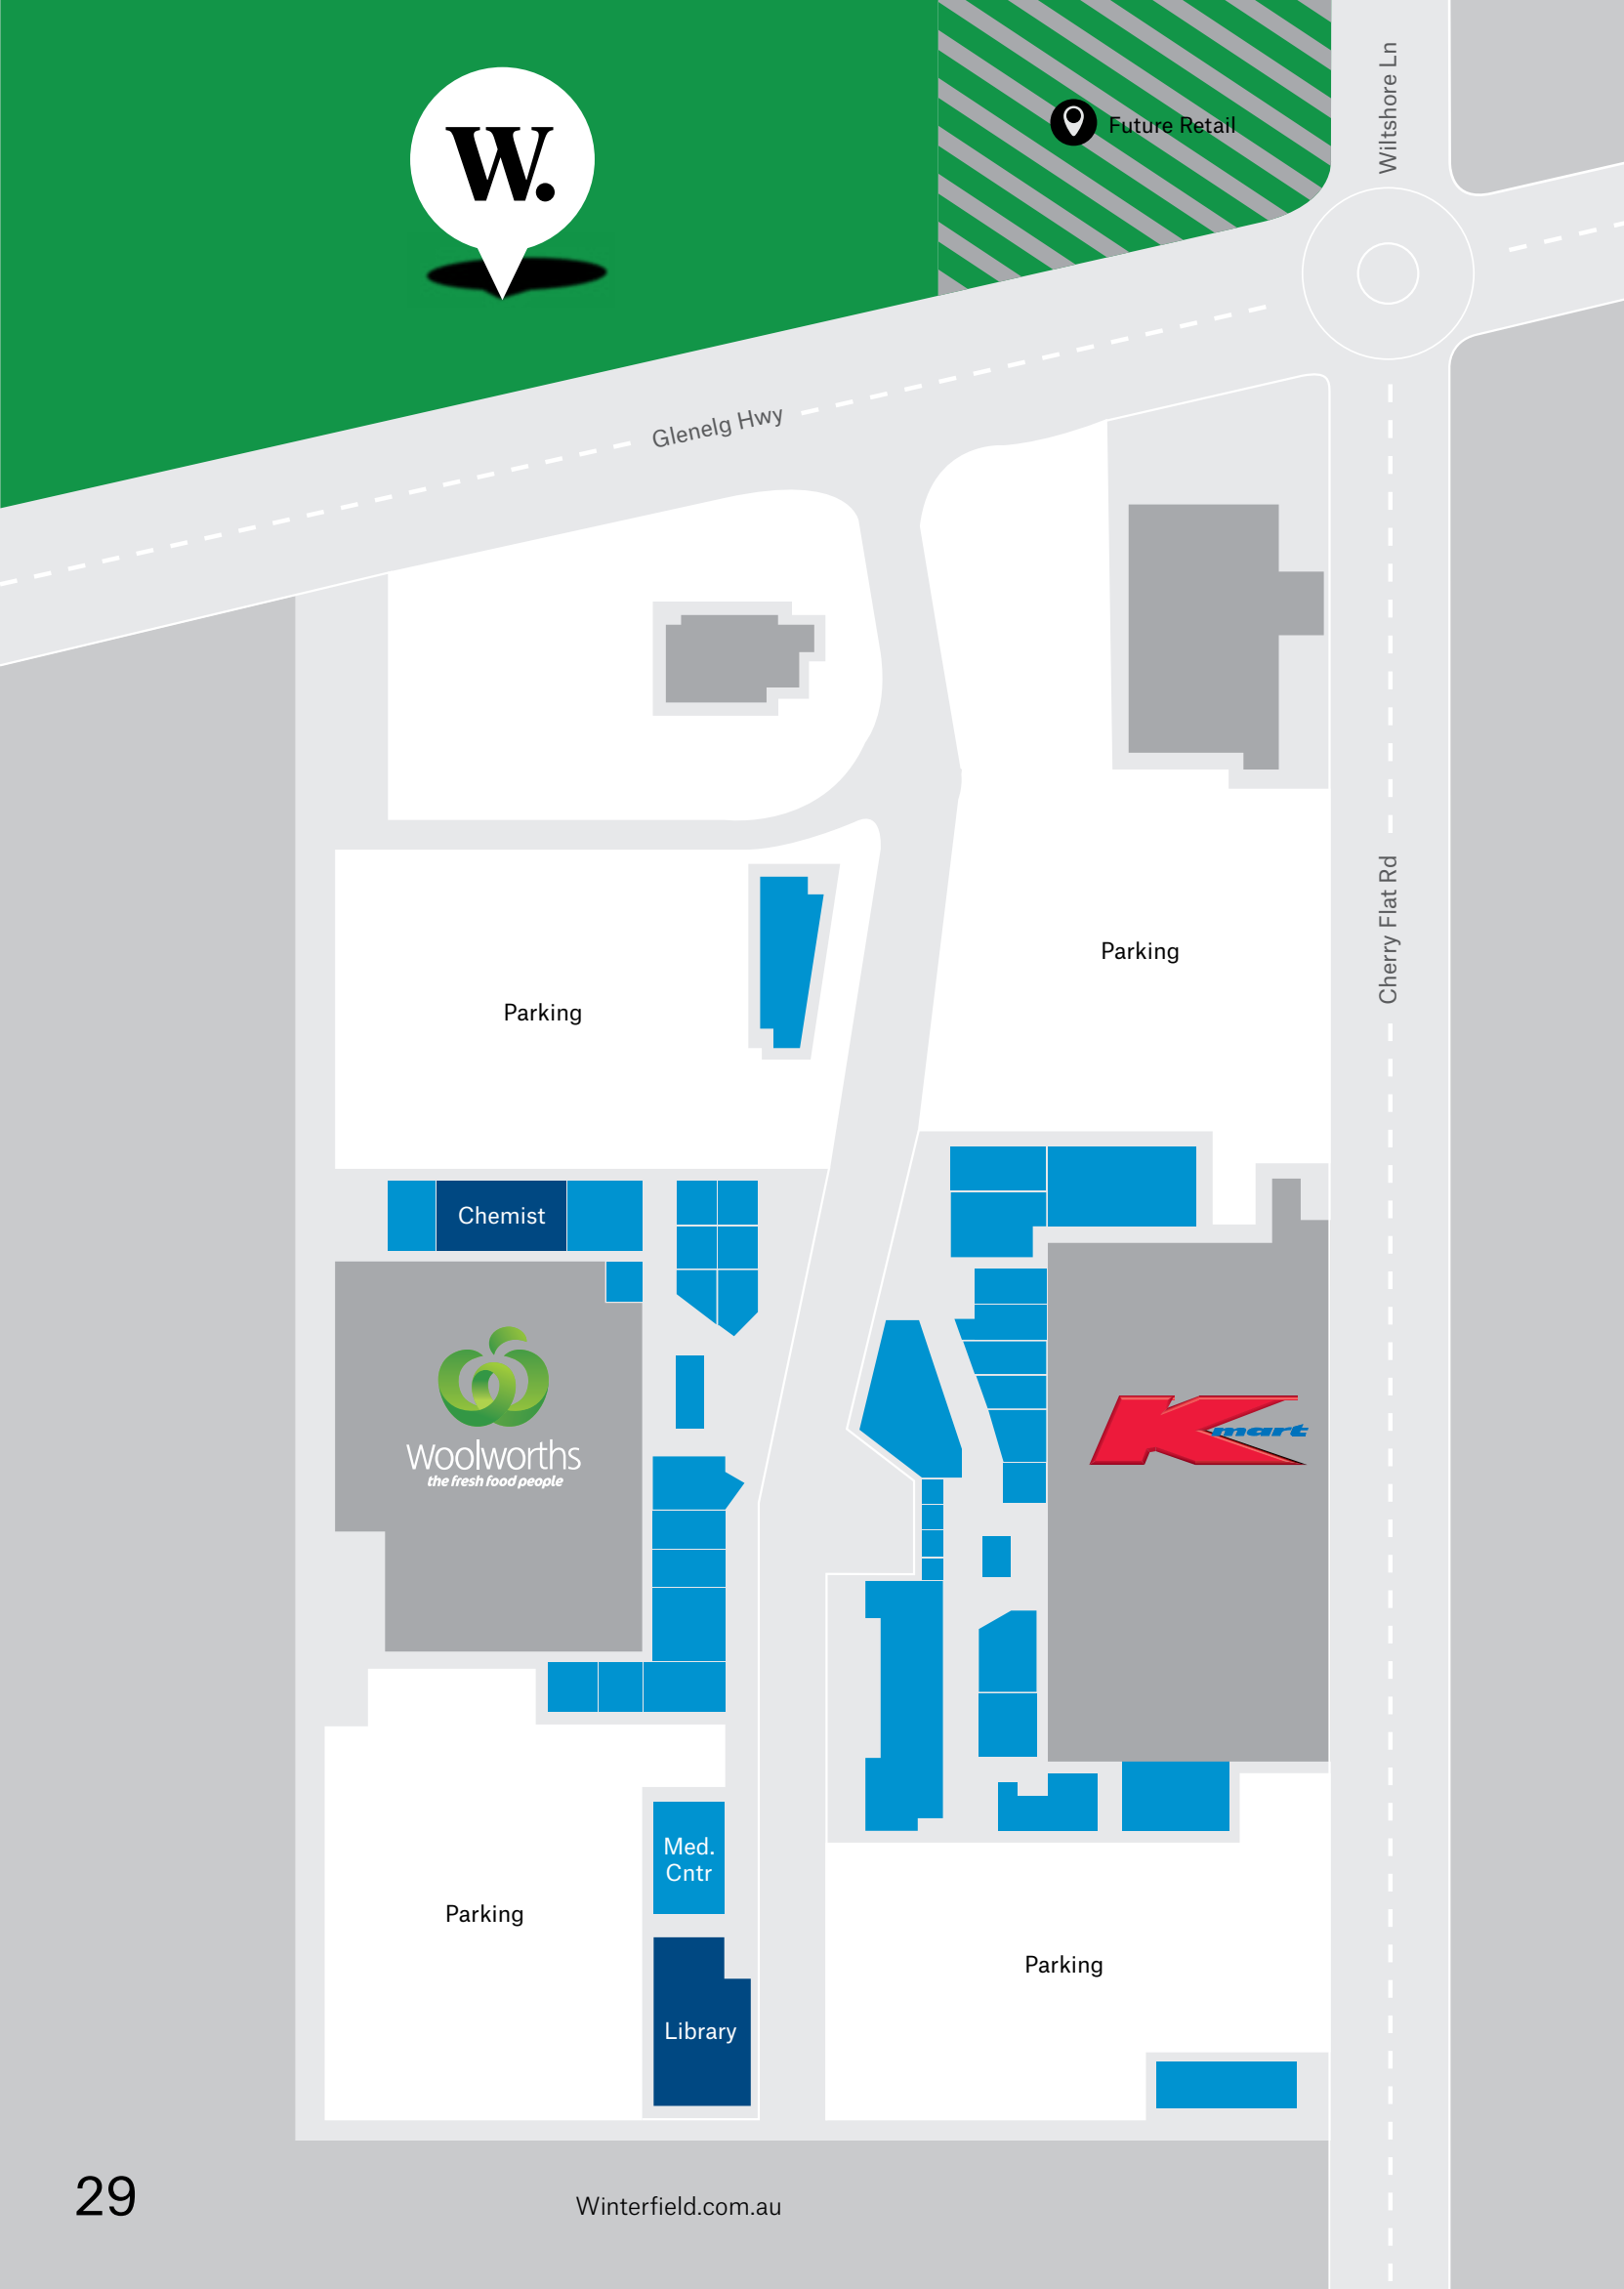 Wiltshore Ln
W.
Future Retail
Glenelg Hwy
Cherry Flat Rd
Parking
Parking
Chemist
Woolworths
the fresh food people
Kmart
Med.
Cntr
Parking
Parking
Library
29
Winterfield.com.au